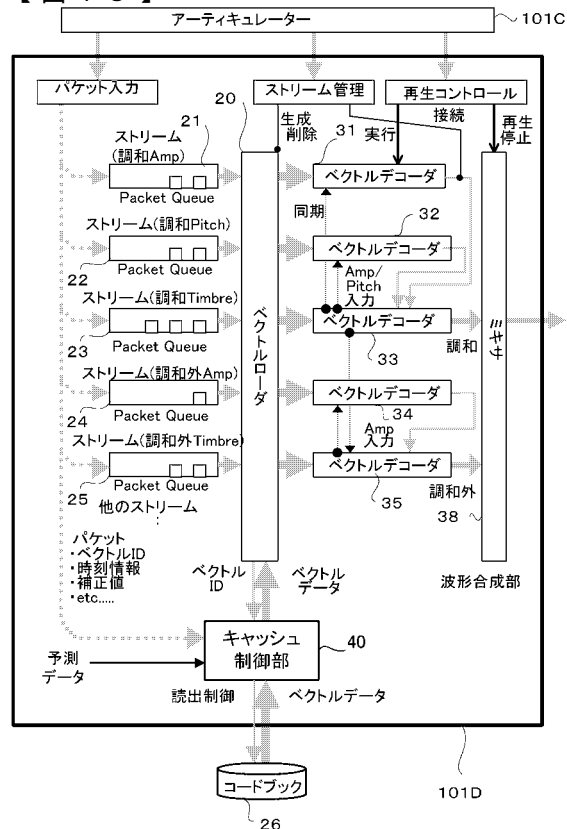 アーティキュレーター
101C
パケット入力
ストリーム管理
再生コントロール
20
生成
削除
31
実行
接続
再生
停止
ストリーム
(調和Amp)
21
Packet Queue
ベクトルデコーダ
同期
32
ストリーム(調和Pitch)
22
Packet Queue
ベクトルデコーダ
Amp/
Pitch
入力
ストリーム(調和Timbre)
23
Packet Queue
ベクトルローダ
ベクトルデコーダ
33
調和
ミキサ
ストリーム(調和外Amp)
24
Packet Queue
ベクトルデコーダ
34
Amp
入力
ストリーム(調和外Timbre)
25
Packet Queue
ベクトルデコーダ
35
調和外
38
他のストリーム
⋮
パケット
・ベクトルID
・時刻情報
・補正値
・etc.....
ベクトル
ID
ベクトル
データ
波形合成部
キャッシュ
制御部
40
予測
データ
読出制御
ベクトルデータ
コードブック
26
101D